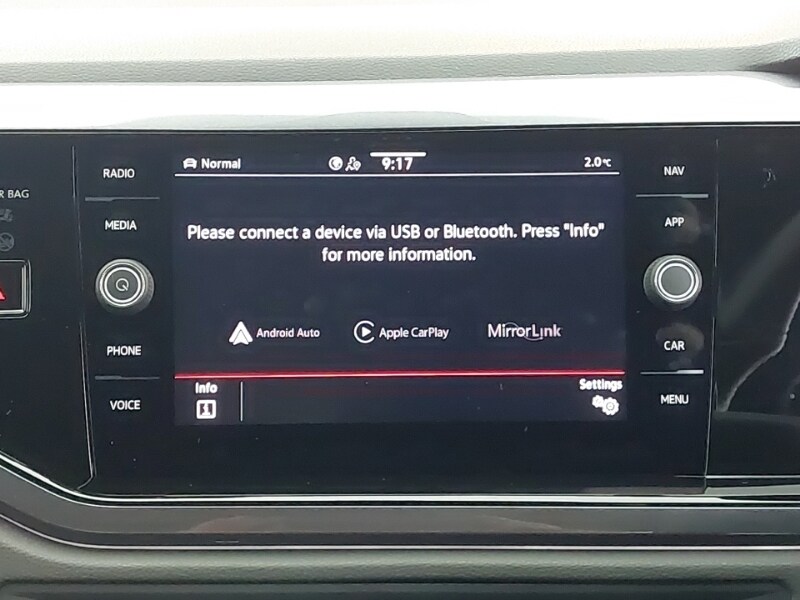 R BAG
RADIO
MEDIA
PHONE
VOICE
Normal 9:17 2.0°C
Please connect a device via USB or Bluetooth. Press "Info"
for more information.
Android Auto Apple CarPlay MirrorLink
Info Settings
NAV
APP
CAR
MENU